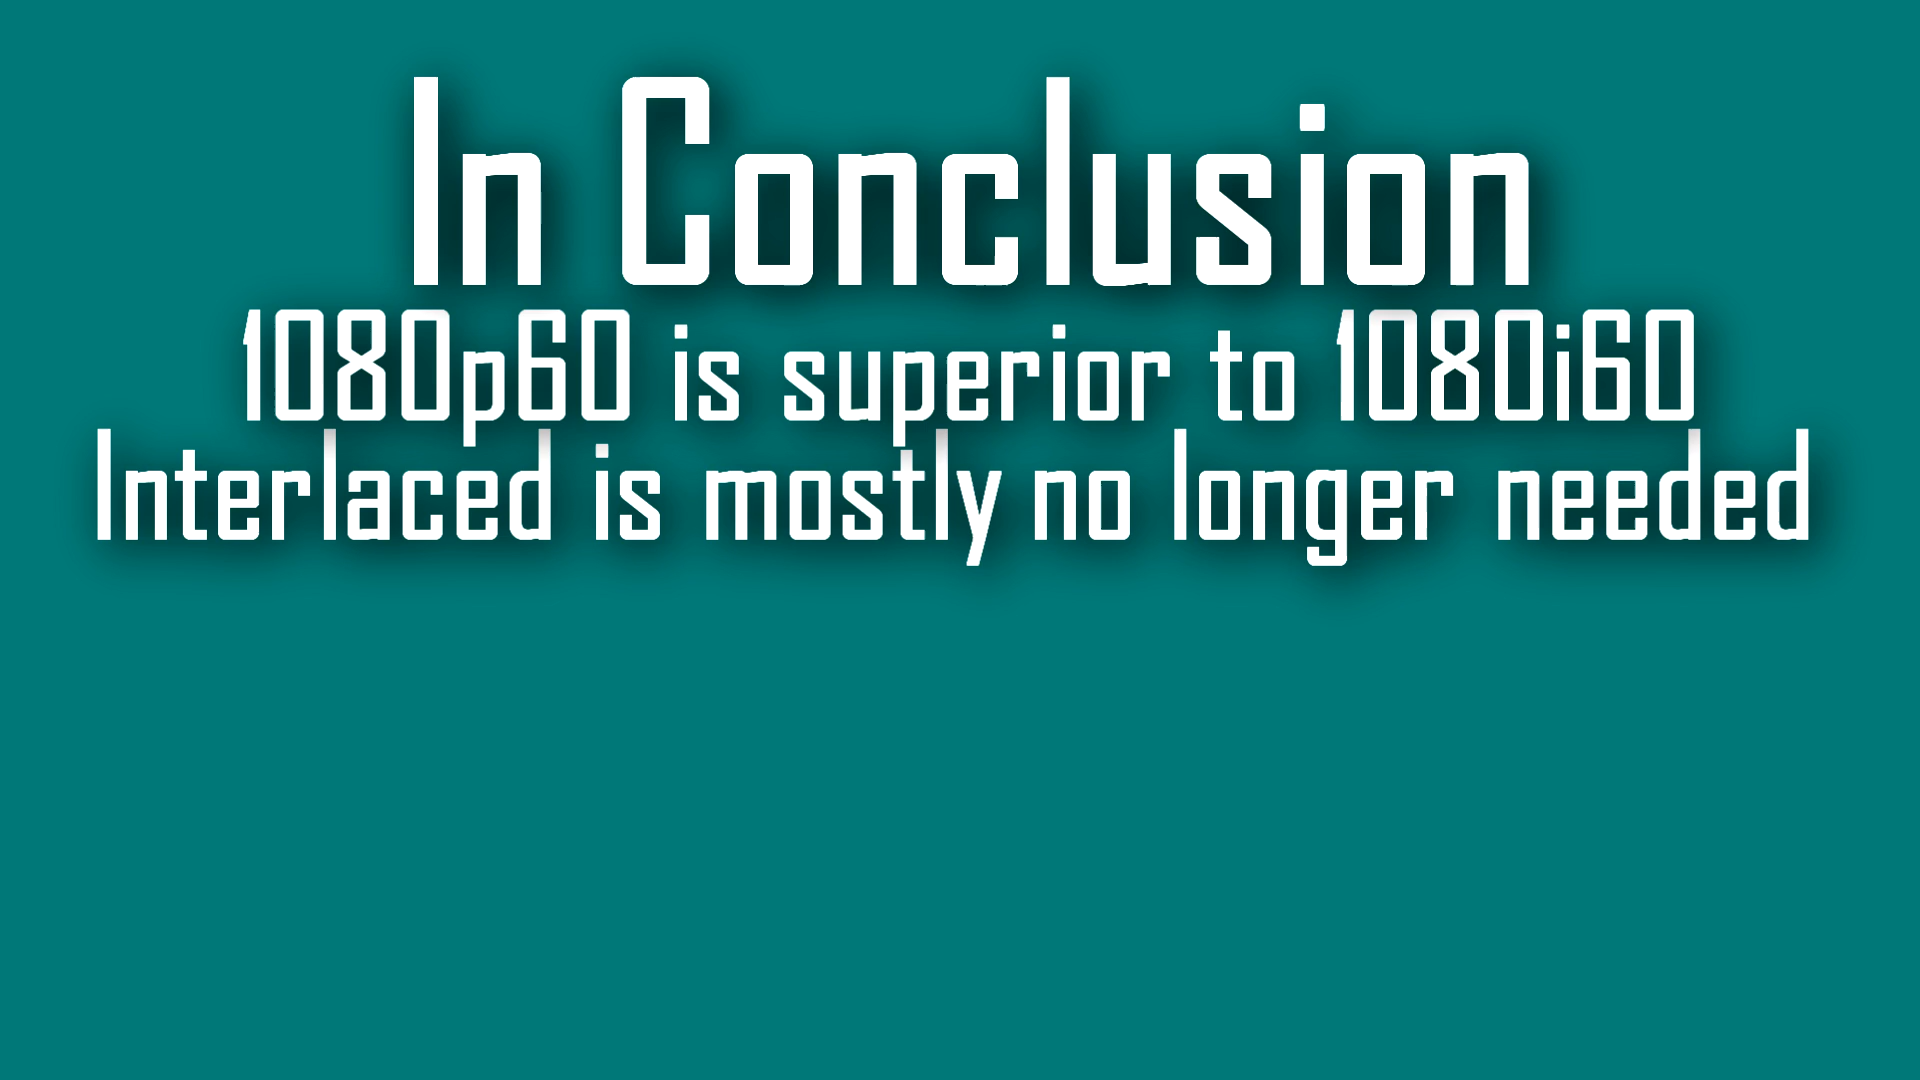 In Conclusion
1080p60 is superior to 1080i60
Interlaced is mostly no longer needed